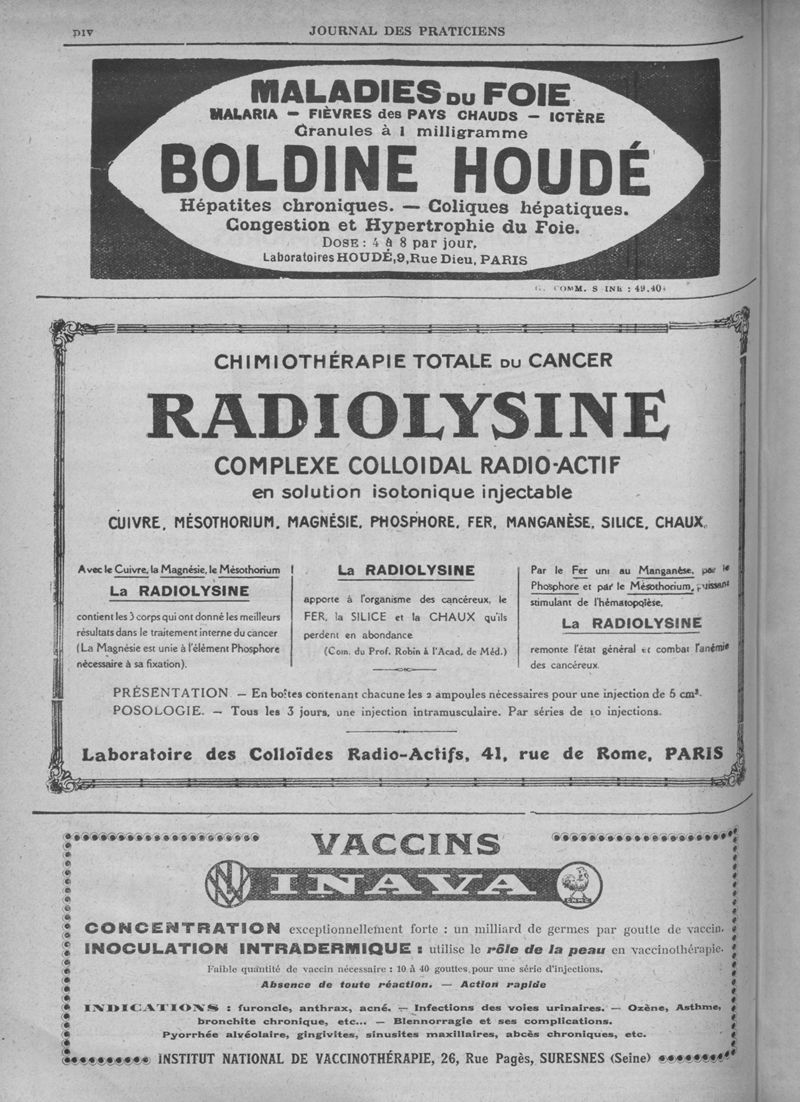 DIV
JOURNAL DES PRATICIENS
MALADIES DU FOIE
MALARIA — FIÈVRES des PAYS CHAUDS — ICTÈRE
Granules à 1 milligramme
BOLDINE HOUDÉ
Hépatites chroniques. — Coliques hépatiques.
Congestion et Hypertrophie du Foie.
DOSE : 4 à 8 par jour.
Laboratoires HOUDÉ, 9, Rue Dieu, PARIS
COMM. S INE : 49.40
CHIMIOTHÉRAPIE TOTALE DU CANCER
RADIOLYSINE
COMPLEXE COLLOIDAL RADIO-ACTIF
en solution isotonique injectable
CUIVRE, MÉSOTHORIUM, MAGNÉSIE, PHOSPHORE, FER, MANGANÈSE, SILICE, CHAUX,
Avec le Cuivre, la Magnésie, le Mésothorium
La RADIOLYSINE
contient les 3 corps qui ont donné les meilleurs
résultats dans le traitement interne du cancer
(La Magnésie est unie à l'élément Phosphore
nécessaire à sa fixation).
La RADIOLYSINE
apporte à l'organisme des cancéreux, le
FER, la SILICE et la CHAUX qu'ils
perdent en abondance
(Com. du Prof. Robin à l'Acad. de Méd.)
Par le Fer uni au Manganèse, par le
Phosphore et par le Mésothorium, puissant
stimulant de l'hématopoïèse,
La RADIOLYSINE
remonte l'état général et combat l'anémie
des cancéreux.
PRÉSENTATION — En boîtes contenant chacune les 2 ampoules nécessaires pour une injection de 5 cm³.
POSOLOGIE. — Tous les 3 jours, une injection intramusculaire. Par séries de 10 injections.
Laboratoire des Colloïdes Radio-Actifs, 41, rue de Rome, PARIS
VACCINS
INAVA
CONCENTRATION exceptionnellement forte : un milliard de germes par goutte de vaccin.
INOCULATION INTRADERMIQUE : utilise le rôle de la peau en vaccinothérapie.
Faible quantité de vaccin nécessaire : 10 à 40 gouttes, pour une série d'injections.
Absence de toute réaction. — Action rapide
INDICATIONS : furoncle, anthrax, acné. — Infections des voies urinaires. — Ozène, Asthme,
bronchite chronique, etc... — Blennorragie et ses complications.
Pyorrhée alvéolaire, gingivites, sinusites maxillaires, abcès chroniques, etc.
INSTITUT NATIONAL DE VACCINOTHÉRAPIE, 26, Rue Pagès, SURESNES (Seine)